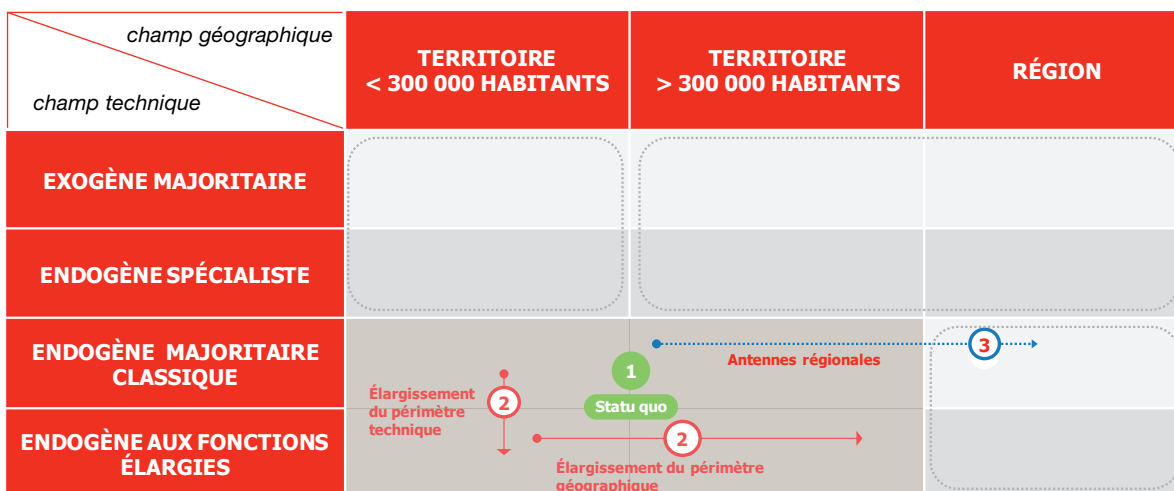 champ géographique
champ technique
TERRITOIRE
< 300 000 HABITANTS
TERRITOIRE
> 300 000 HABITANTS
RÉGION
EXOGÈNE MAJORITAIRE
ENDOGÈNE SPÉCIALISTE
ENDOGÈNE MAJORITAIRE
CLASSIQUE
3
Antennes régionales
1
Statu quo
Élargissement
du périmètre
technique
2
ENDOGÈNE AUX FONCTIONS
ÉLARGIES
2
Élargissement du périmètre
géographique